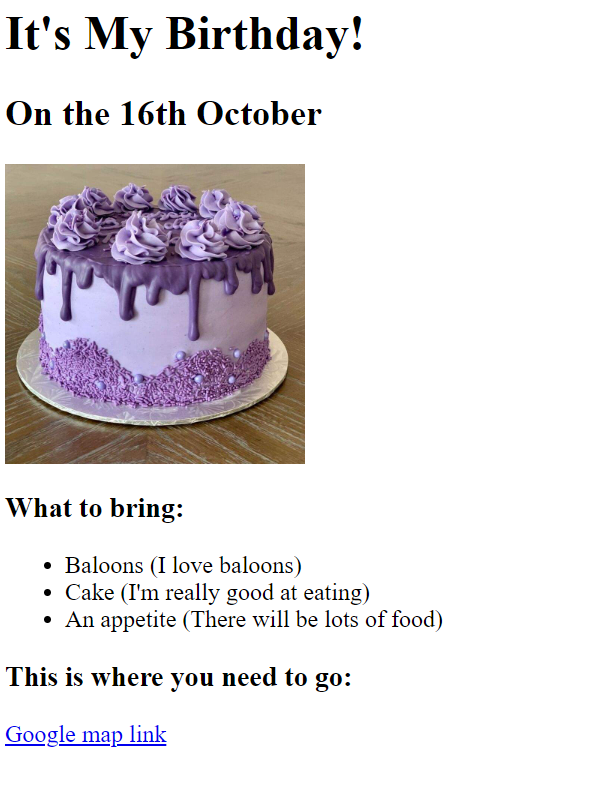 It's My Birthday!
On the 16th October
What to bring:
Baloons (I love baloons)
Cake (I'm really good at eating)
An appetite (There will be lots of food)
This is where you need to go:
Google map link